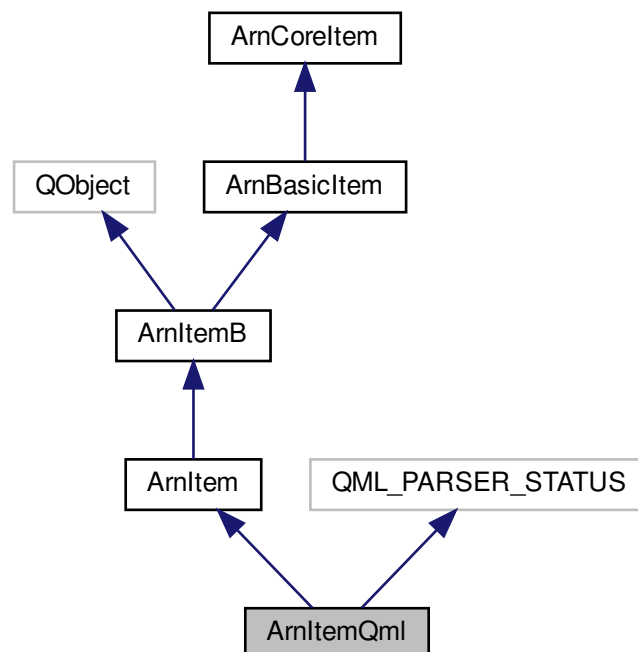 ArnCoreItem
QObject
ArnBasicItem
ArnItemB
ArnItem
QML_PARSER_STATUS
ArnItemQml